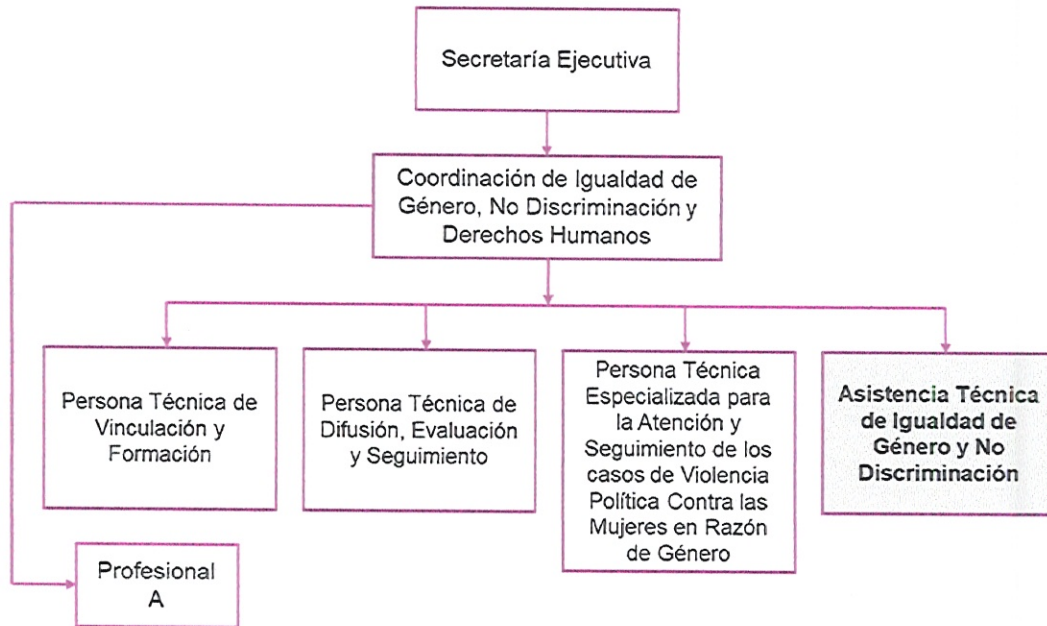 Secretaría Ejecutiva
Coordinación de Igualdad de
Género, No Discriminación y
Derechos Humanos
Persona Técnica de
Vinculación y
Formación
Persona Técnica de
Difusión, Evaluación
y Seguimiento
Persona Técnica
Especializada para
la Atención y
Seguimiento de los
casos de Violencia
Política Contra las
Mujeres en Razón
de Género
Asistencia Técnica
de Igualdad de
Género y No
Discriminación
Profesional
A